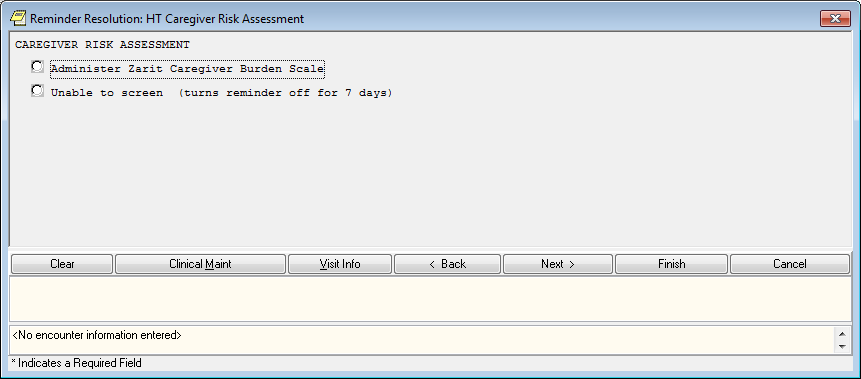 Reminder Resolution: HT Caregiver Risk Assessment
CAREGIVER RISK ASSESSMENT
Administer Zarit Caregiver Burden Scale
Unable to screen  (turns reminder off for 7 days)
Clear Clinical Maint Visit Info < Back Next > Finish Cancel
<No encounter information entered>
* Indicates a Required Field